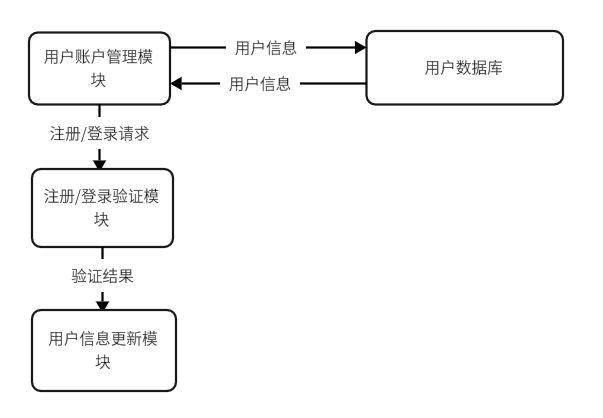 用户账户管理模
块
用户信息
用户信息
用户数据库
注册/登录请求
注册/登录验证模
块
验证结果
用户信息更新模
块